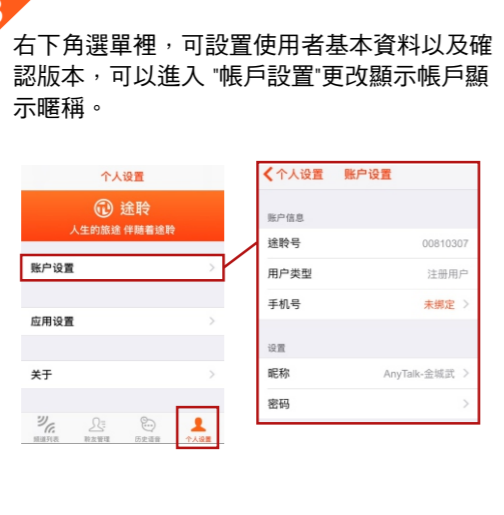 右下角選單裡，可設置使用者基本資料以及確
認版本，可以進入 "帳戶設置"更改顯示帳戶顯
示暱稱。
个人设置
途聆
人生的旅途 伴随着途聆
账户设置
应用设置
关于
频道列表
群友管理
历史语音
个人设置
个人设置 账户设置
账户信息
途聆号 00810307
用户类型 注册用户
手机号 未绑定
设置
昵称 AnyTalk-金城武
密码